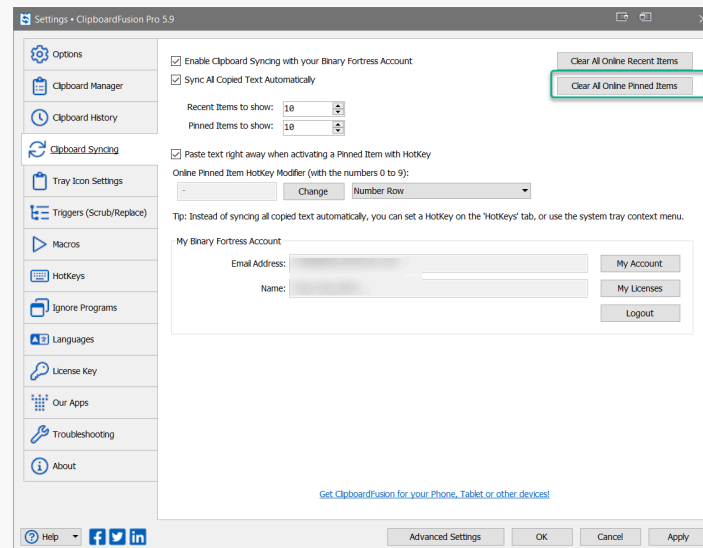 Settings • ClipboardFusion Pro 5.9
Options
Clipboard Manager
Clipboard History
Clipboard Syncing
Tray Icon Settings
Triggers (Scrub/Replace)
Macros
HotKeys
Ignore Programs
Languages
License Key
Our Apps
Troubleshooting
About
Enable Clipboard Syncing with your Binary Fortress Account
Clear All Online Recent Items
Sync All Copied Text Automatically
Clear All Online Pinned Items
Recent Items to show: 10
Pinned Items to show: 10
Paste text right away when activating a Pinned Item with HotKey
Online Pinned Item HotKey Modifier (with the numbers 0 to 9):
- Change Number Row
Tip: Instead of syncing all copied text automatically, you can set a HotKey on the 'HotKeys' tab, or use the system tray context menu.
My Binary Fortress Account
Email Address: My Account
Name: My Licenses
Logout
Get ClipboardFusion for your Phone, Tablet or other devices!
Help Advanced Settings OK Cancel Apply